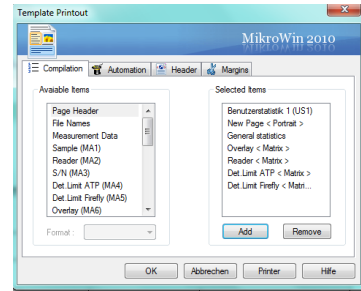 Template Printout
MikroWin 2010
Compilation Automation Header Margins
Avaiable Items
Page Header
File Names
Measurement Data
Sample (MA1)
Reader (MA2)
S/N (MA3)
Det.Limit ATP (MA4)
Det.Limit Firefly (MA5)
Overlay (MA6)
Format :
Selected Items
Benutzerstatistik 1 (US1)
New Page < Portrait >
General statistics
Overlay < Matrix >
Reader < Matrix >
Det.Limit ATP < Matrix >
Det.Limit Firefly < Matri...
Add Remove
OK Abbrechen Printer Hilfe